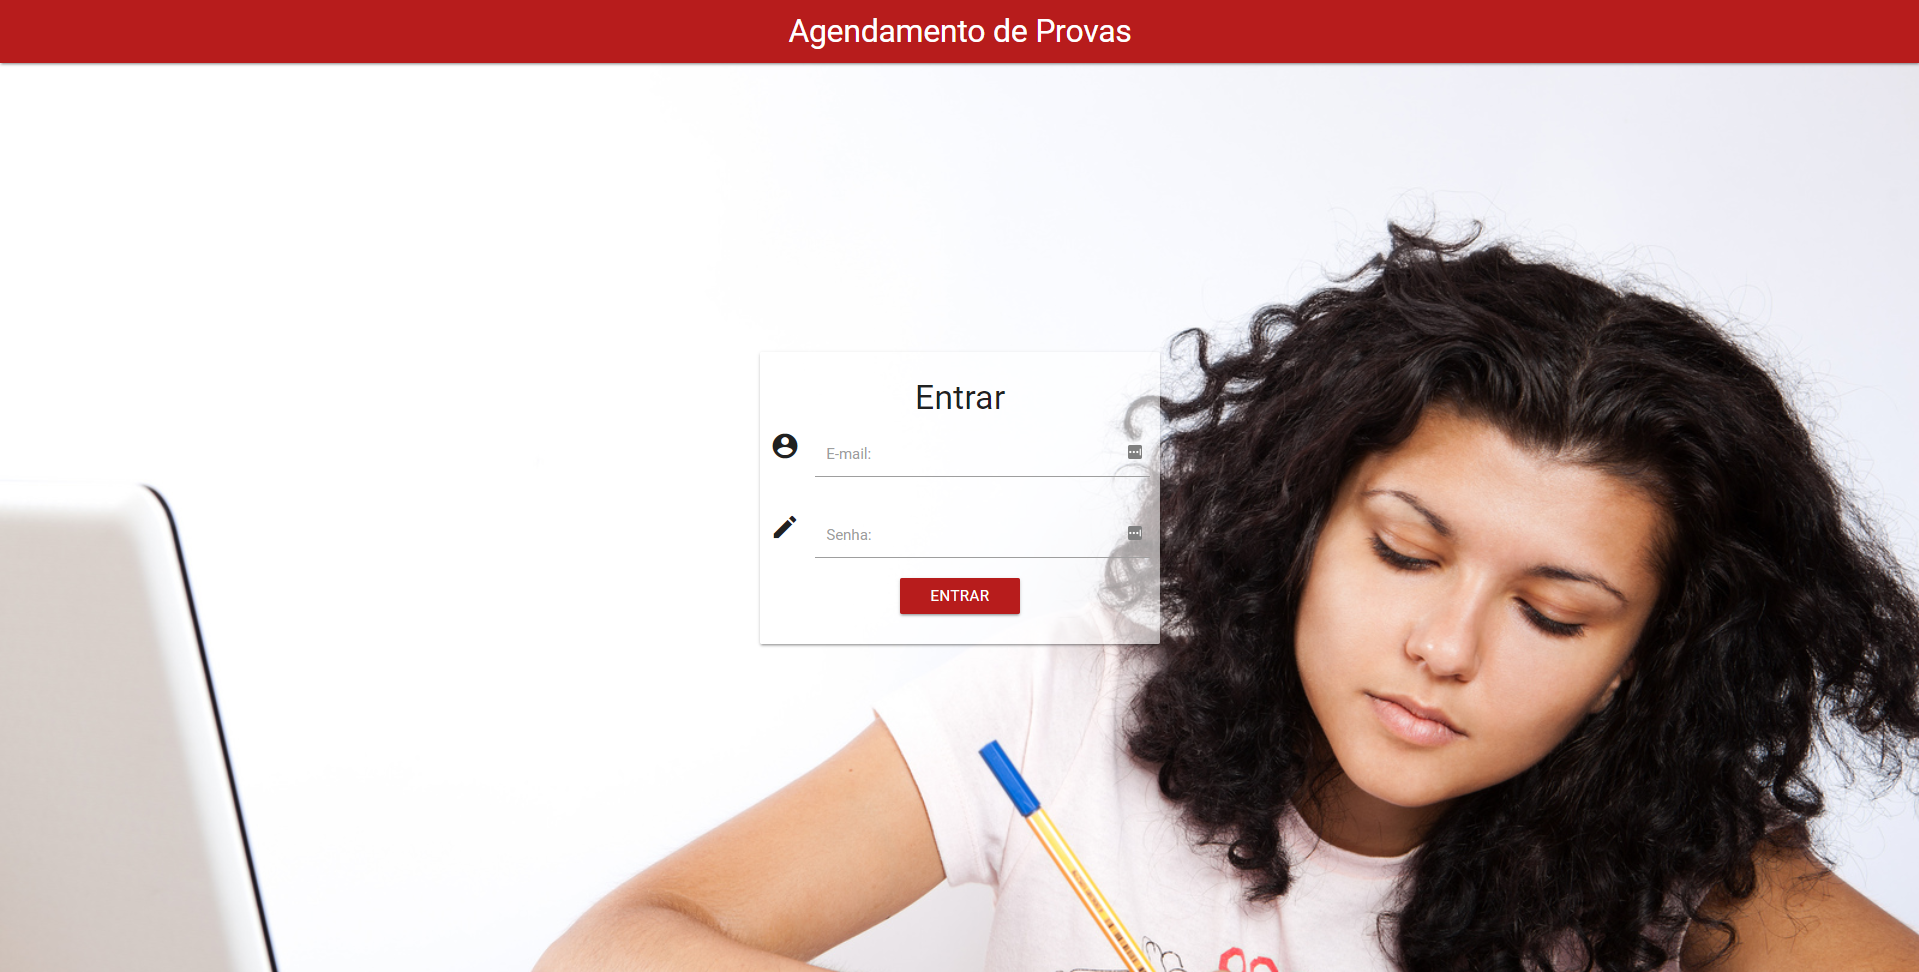 Agendamento de Provas
Entrar
E-mail:
Senha:
ENTRAR